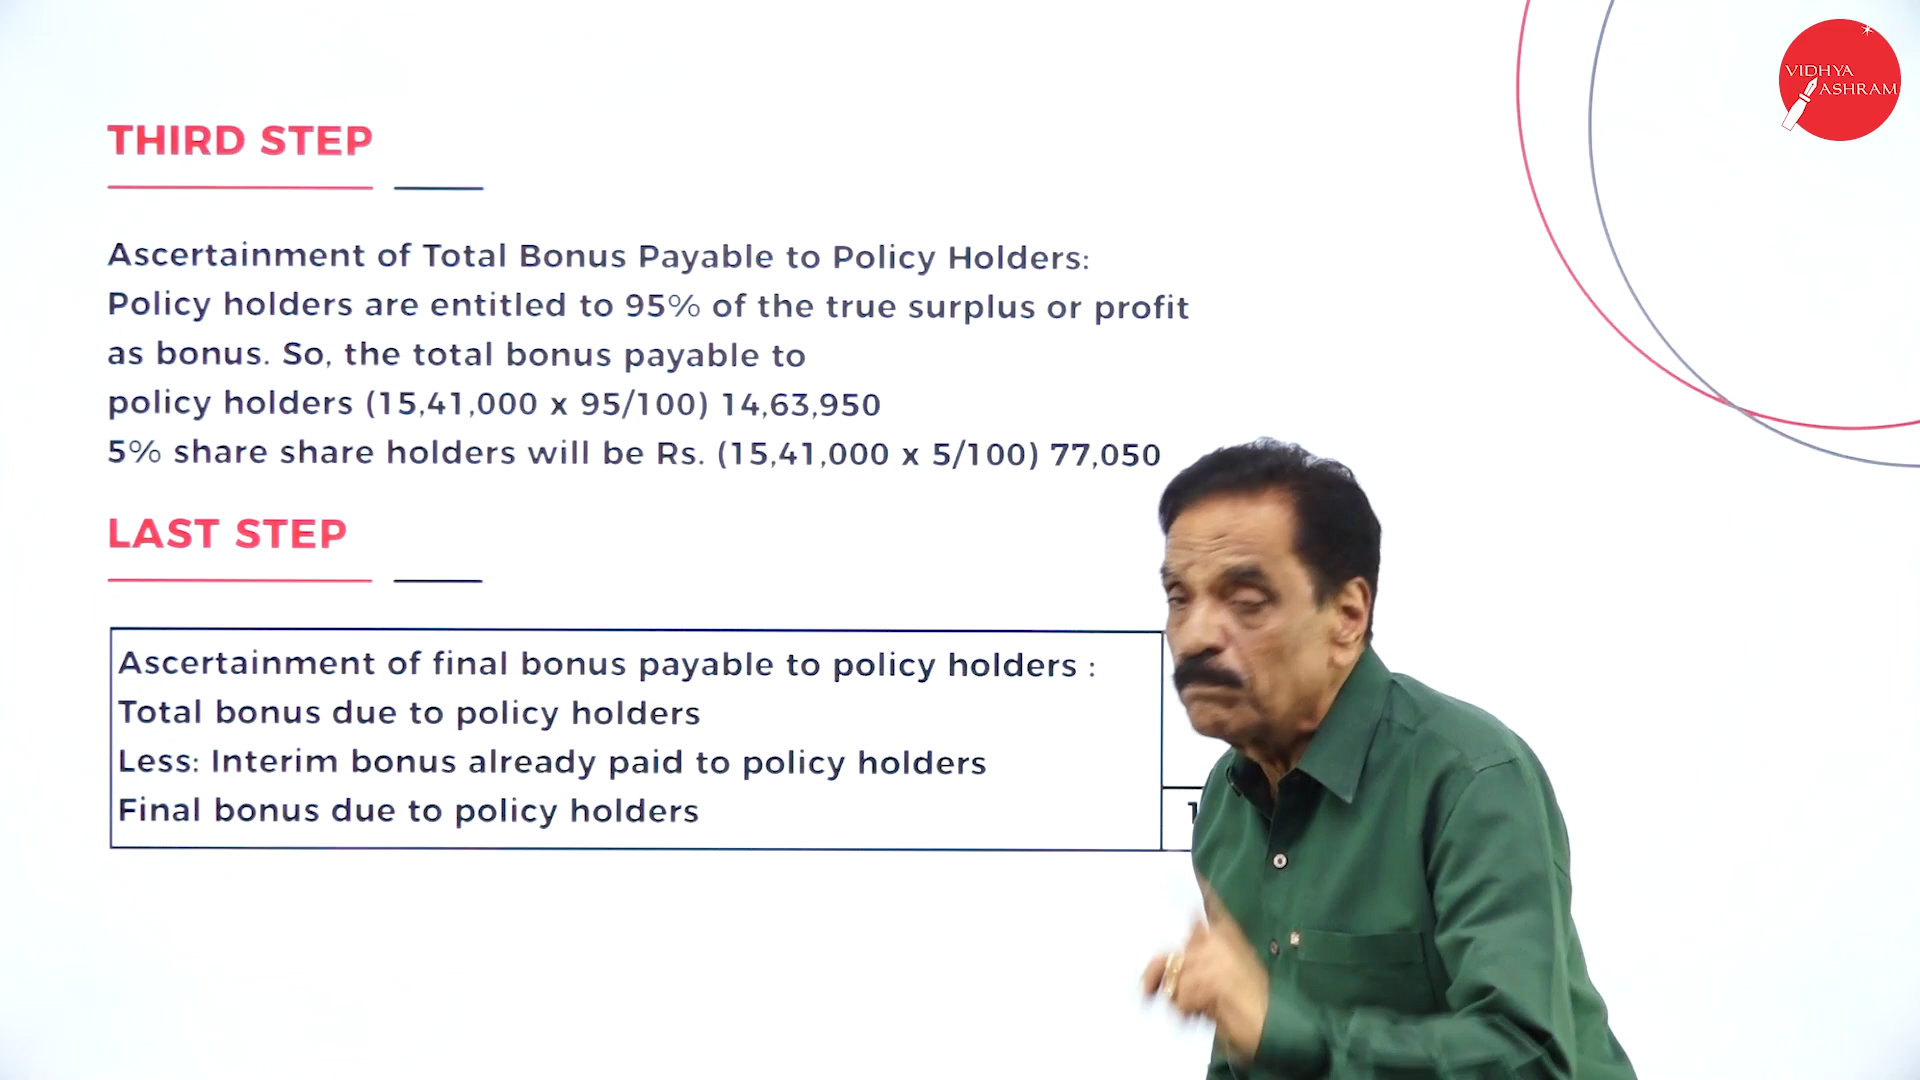 VIDHYA
ASHRAM
THIRD STEP
Ascertainment of Total Bonus Payable to Policy Holders:
Policy holders are entitled to 95% of the true surplus or profit
as bonus. So, the total bonus payable to
policy holders (15,41,000 x 95/100) 14,63,950
5% share share holders will be Rs. (15,41,000 x 5/100) 77,050
LAST STEP
Ascertainment of final bonus payable to policy holders :
Total bonus due to policy holders
Less: Interim bonus already paid to policy holders
Final bonus due to policy holders